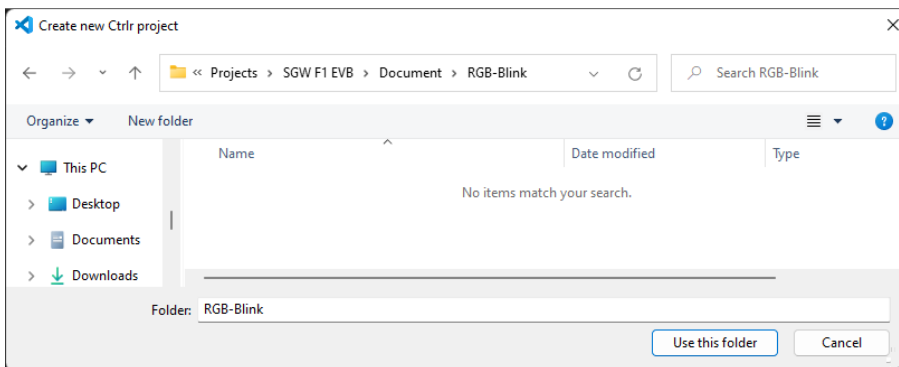 Create new Ctrlr project
« Projects > SGW F1 EVB > Document > RGB-Blink
Search RGB-Blink
Organize
New folder
Name
Date modified
Type
This PC
No items match your search.
Desktop
Documents
Downloads
Folder: RGB-Blink
Use this folder
Cancel